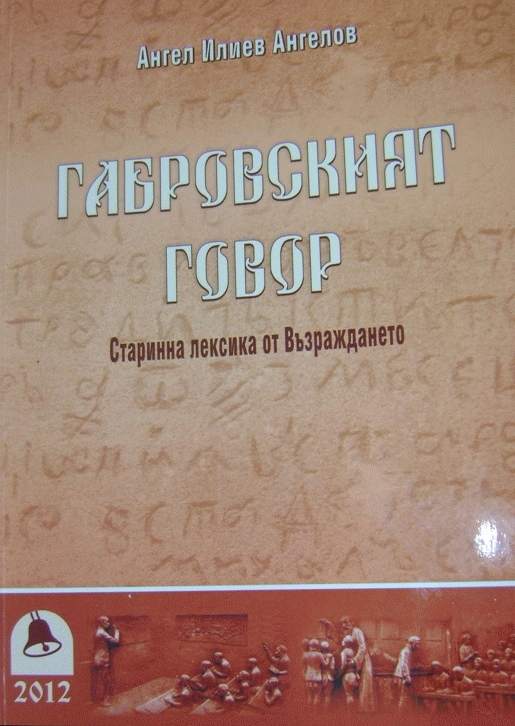 Ангел Илиев Ангелов
ГАБРОВСКИЯТ
ГОВОР
Старинна лексика от Възраждането
2012